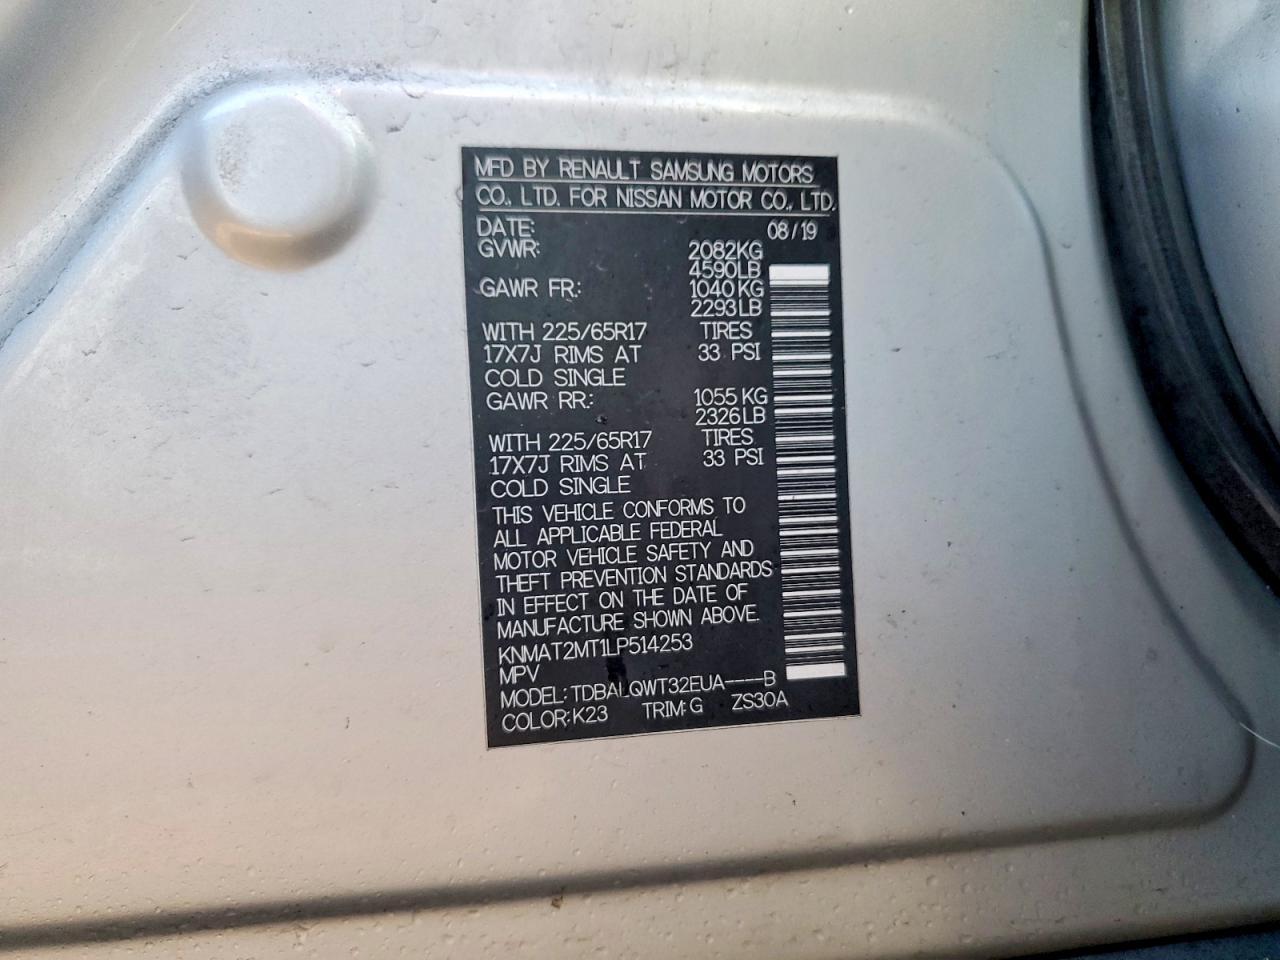 MFD BY RENAULT SAMSUNG MOTORS
CO., LTD. FOR NISSAN MOTOR CO., LTD.
DATE: 08/19
GVWR: 2082KG
4590LB
GAWR FR.: 1040KG
2293LB
WITH 225/65R17 TIRES
17X7J RIMS AT 33 PSI
COLD SINGLE
GAWR RR.: 1055KG
2326LB
WITH 225/65R17 TIRES
17X7J RIMS AT 33 PSI
COLD SINGLE
THIS VEHICLE CONFORMS TO
ALL APPLICABLE FEDERAL
MOTOR VEHICLE SAFETY AND
THEFT PREVENTION STANDARDS
IN EFFECT ON THE DATE OF
MANUFACTURE SHOWN ABOVE.
KNMAT2MT1LP514253
MPV
MODEL: TDBALQWT32EUA----B
COLOR:K23 TRIM:G ZS30A